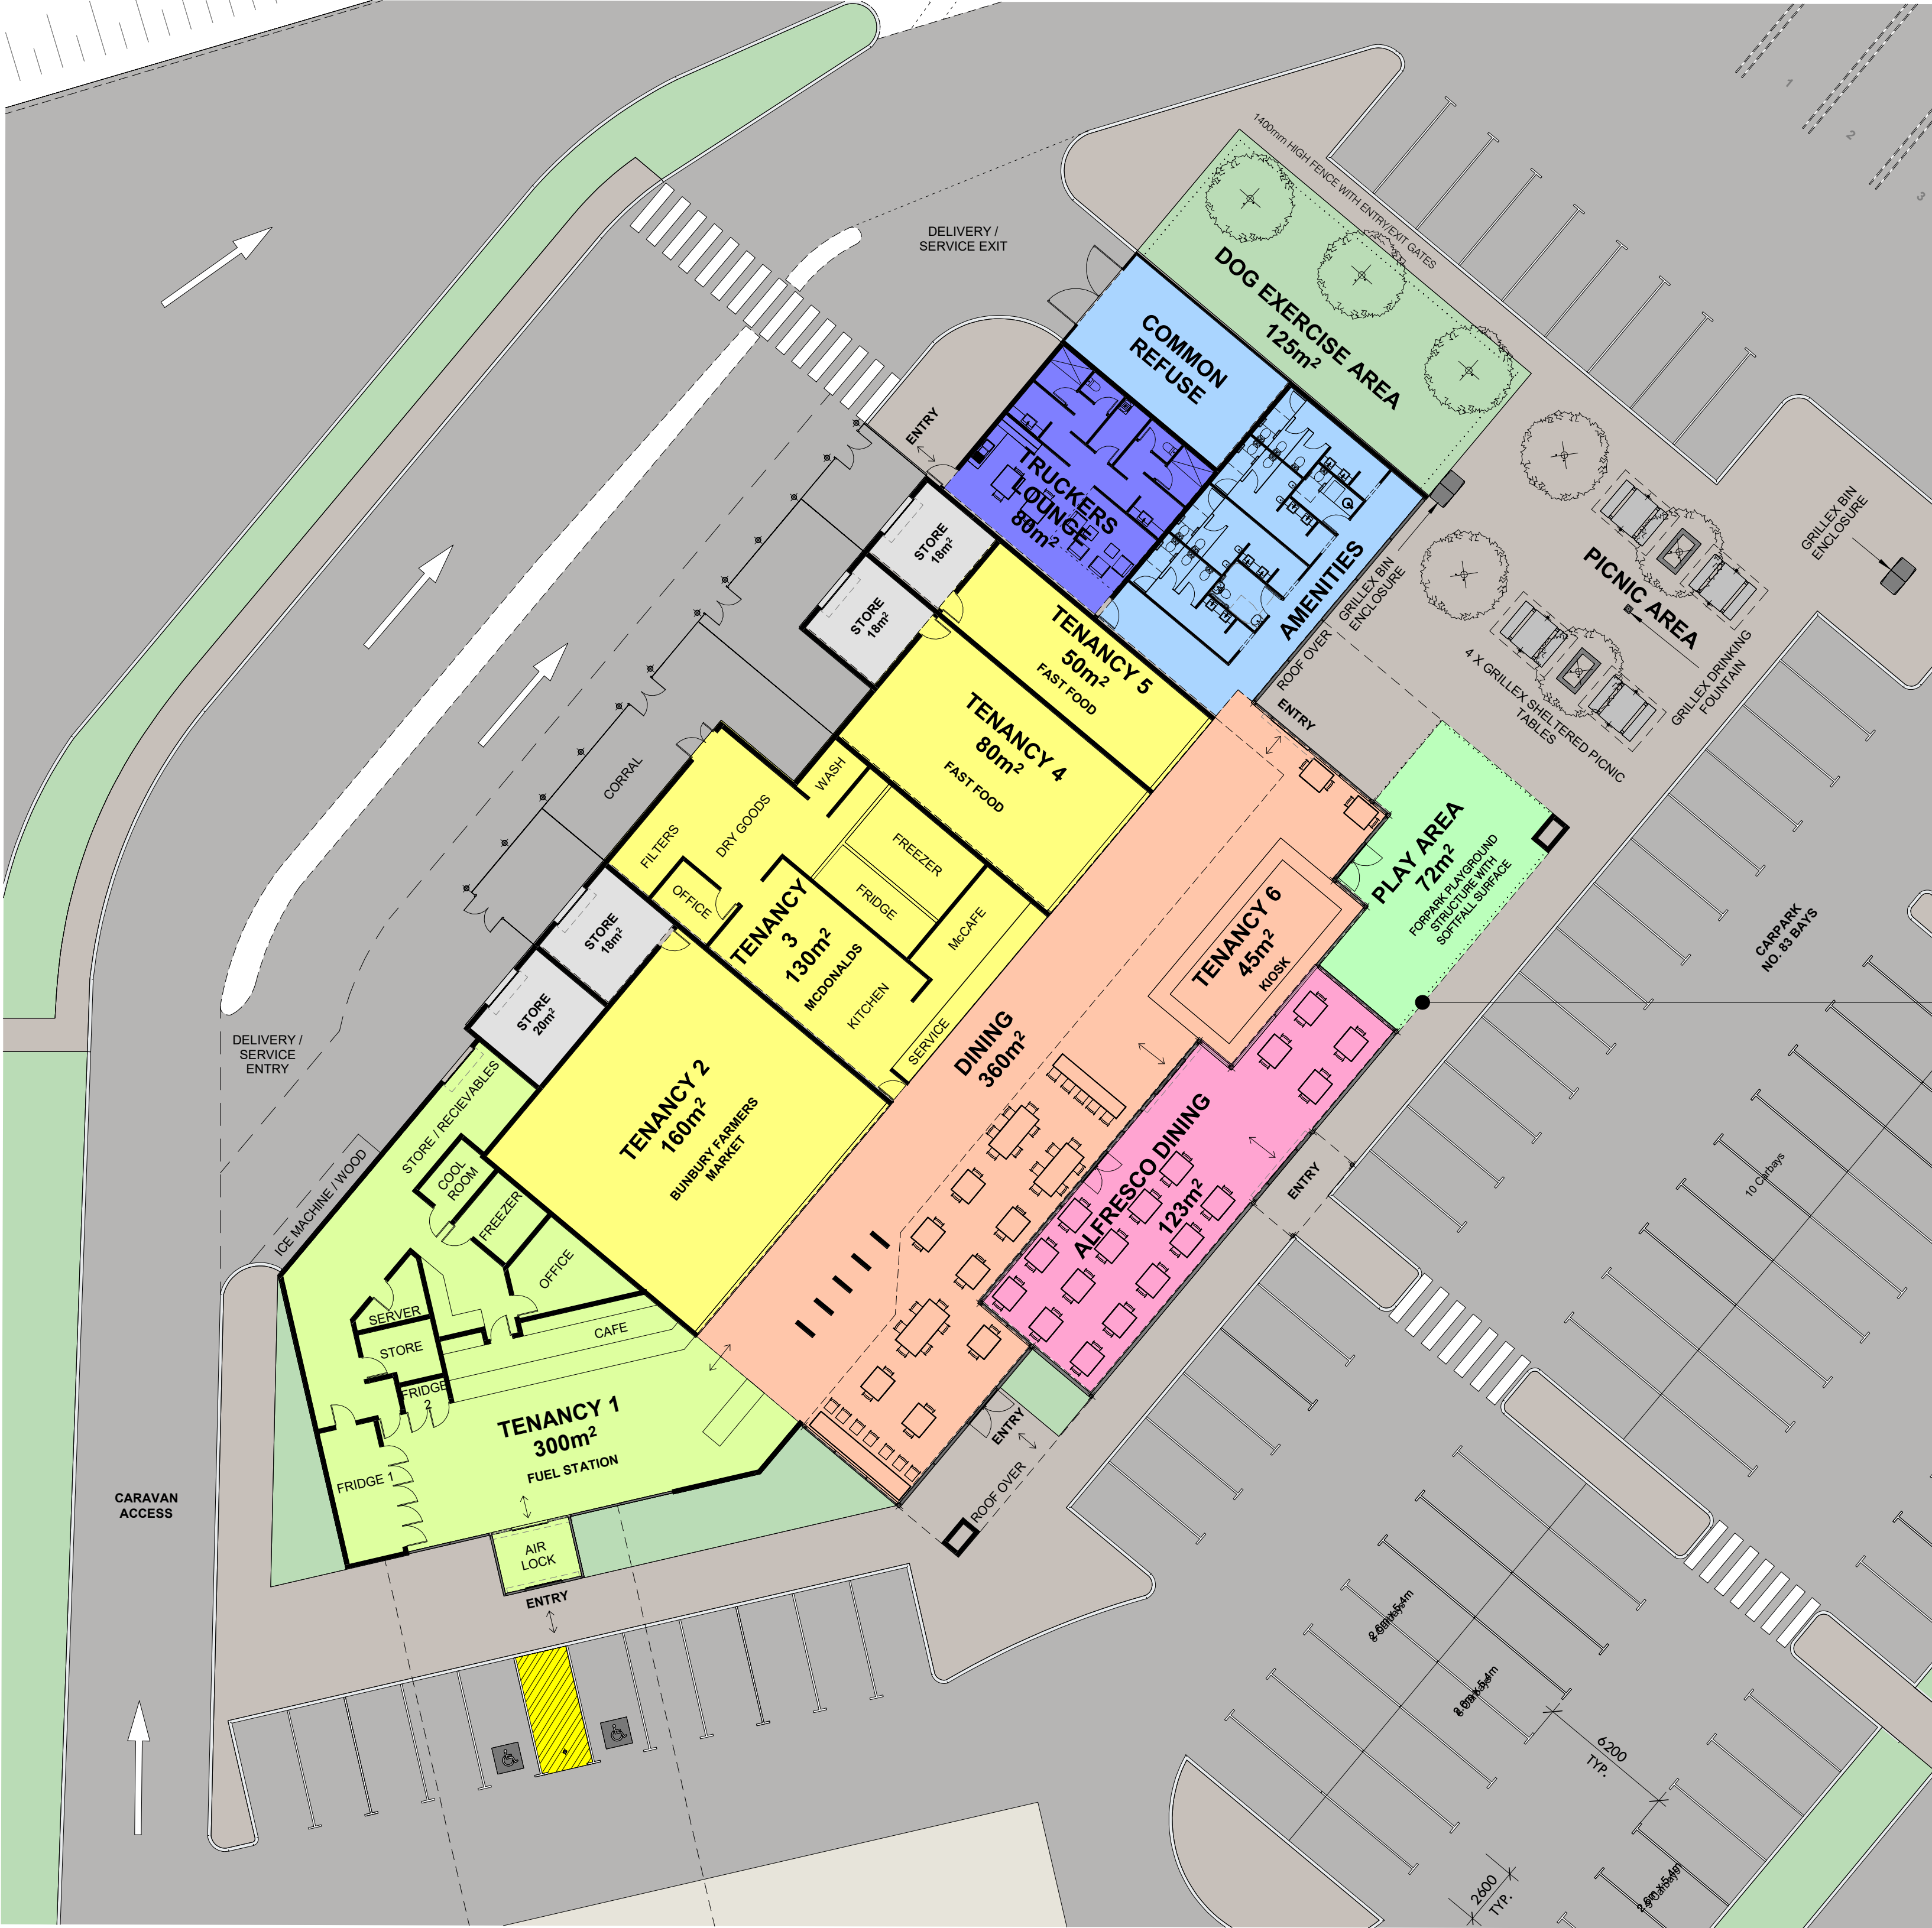 1
2
3
1400mm HIGH FENCE WITH ENTRY/EXIT GATES
DELIVERY /
SERVICE EXIT
DOG EXERCISE AREA
125m²
COMMON
REFUSE
ENTRY
TRUCKERS
LOUNGE
80m²
AMENITIES
GRILLEX BIN
ENCLOSURE
ROOF OVER
GRILLEX BIN
ENCLOSURE
PICNIC AREA
4 X GRILLEX SHELTERED PICNIC
TABLES
GRILLEX DRINKING
FOUNTAIN
STORE
18m²
STORE
18m²
TENANCY 5
50m²
FAST FOOD
TENANCY 4
80m²
FAST FOOD
ENTRY
PLAY AREA
72m²
FORPARK PLAYGROUND
STRUCTURE WITH
SOFTFALL SURFACE
CORRAL
WASH
FILTERS
DRY GOODS
FREEZER
FRIDGE
OFFICE
McCAFE
TENANCY
3
130m²
MCDONALDS
KITCHEN
SERVICE
TENANCY 6
45m²
KIOSK
CARPARK
NO. 83 BAYS
STORE
18m²
STORE
20m²
DINING
360m²
DELIVERY /
SERVICE
ENTRY
STORE / RECIEVABLES
TENANCY 2
160m²
BUNBURY FARMERS
MARKET
ALFRESCO DINING
123m²
ENTRY
10 Carbays
ICE MACHINE / WOOD
COOL
ROOM
FREEZER
OFFICE
SERVER
STORE
CAFE
FRIDGE
2
TENANCY 1
300m²
FUEL STATION
FRIDGE 1
ENTRY
ROOF OVER
CARAVAN
ACCESS
AIR
LOCK
ENTRY
6200
TYP.
2600
TYP.